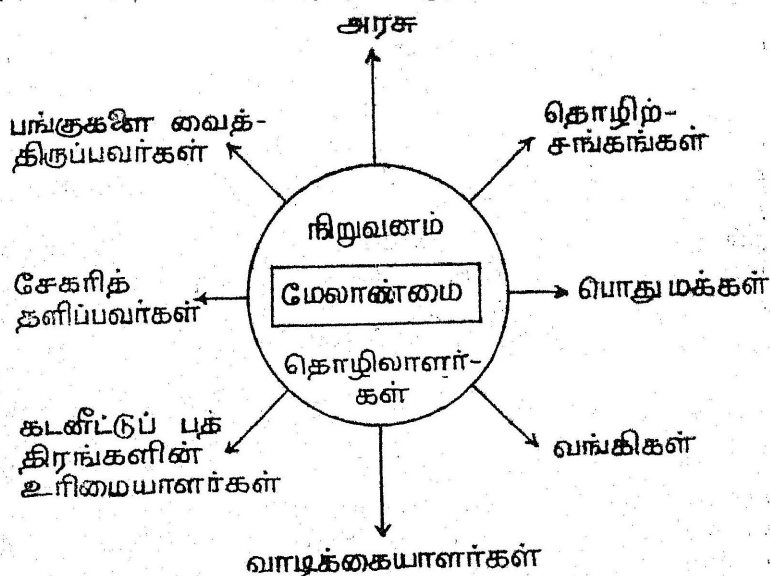 அரசு
பங்குகளை வைத்-
திருப்பவர்கள்
தொழிற்-
சங்கங்கள்
நிறுவனம்
மேலாண்மை
தொழிலாளர்-
கள்
சேகரித்
தளிப்பவர்கள்
பொது மக்கள்
கடனீட்டுப் பத்
திரங்களின்
உரிமையாளர்கள்
வங்கிகள்
வாடிக்கையாளர்கள்